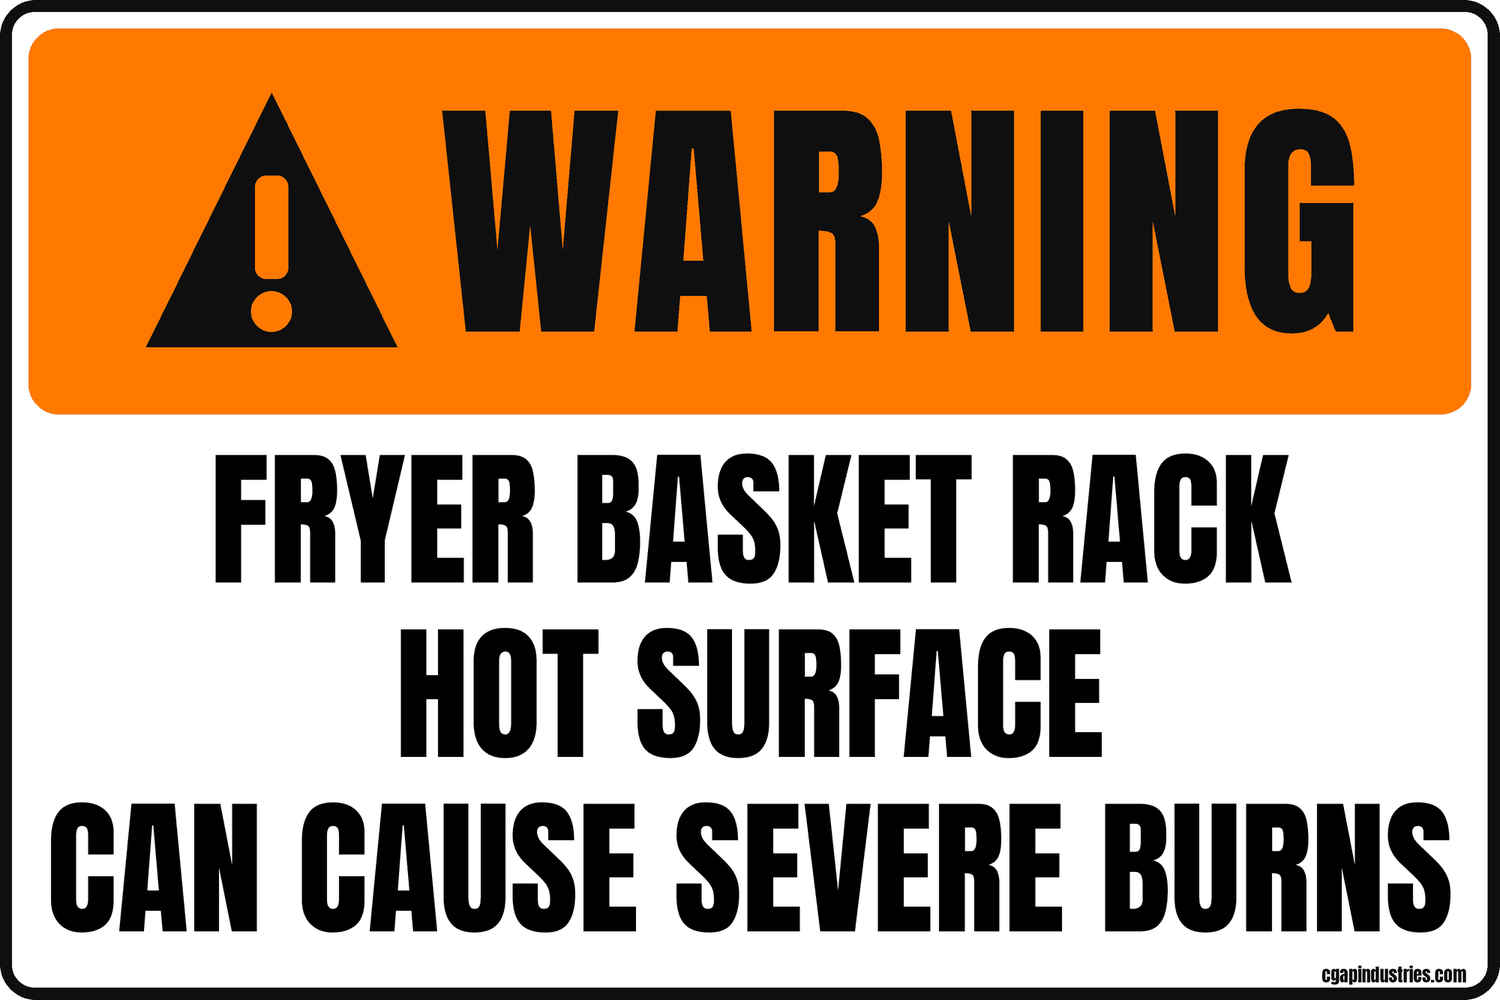 WARNING
FRYER BASKET RACK
HOT SURFACE
CAN CAUSE SEVERE BURNS
cgapindustries.com